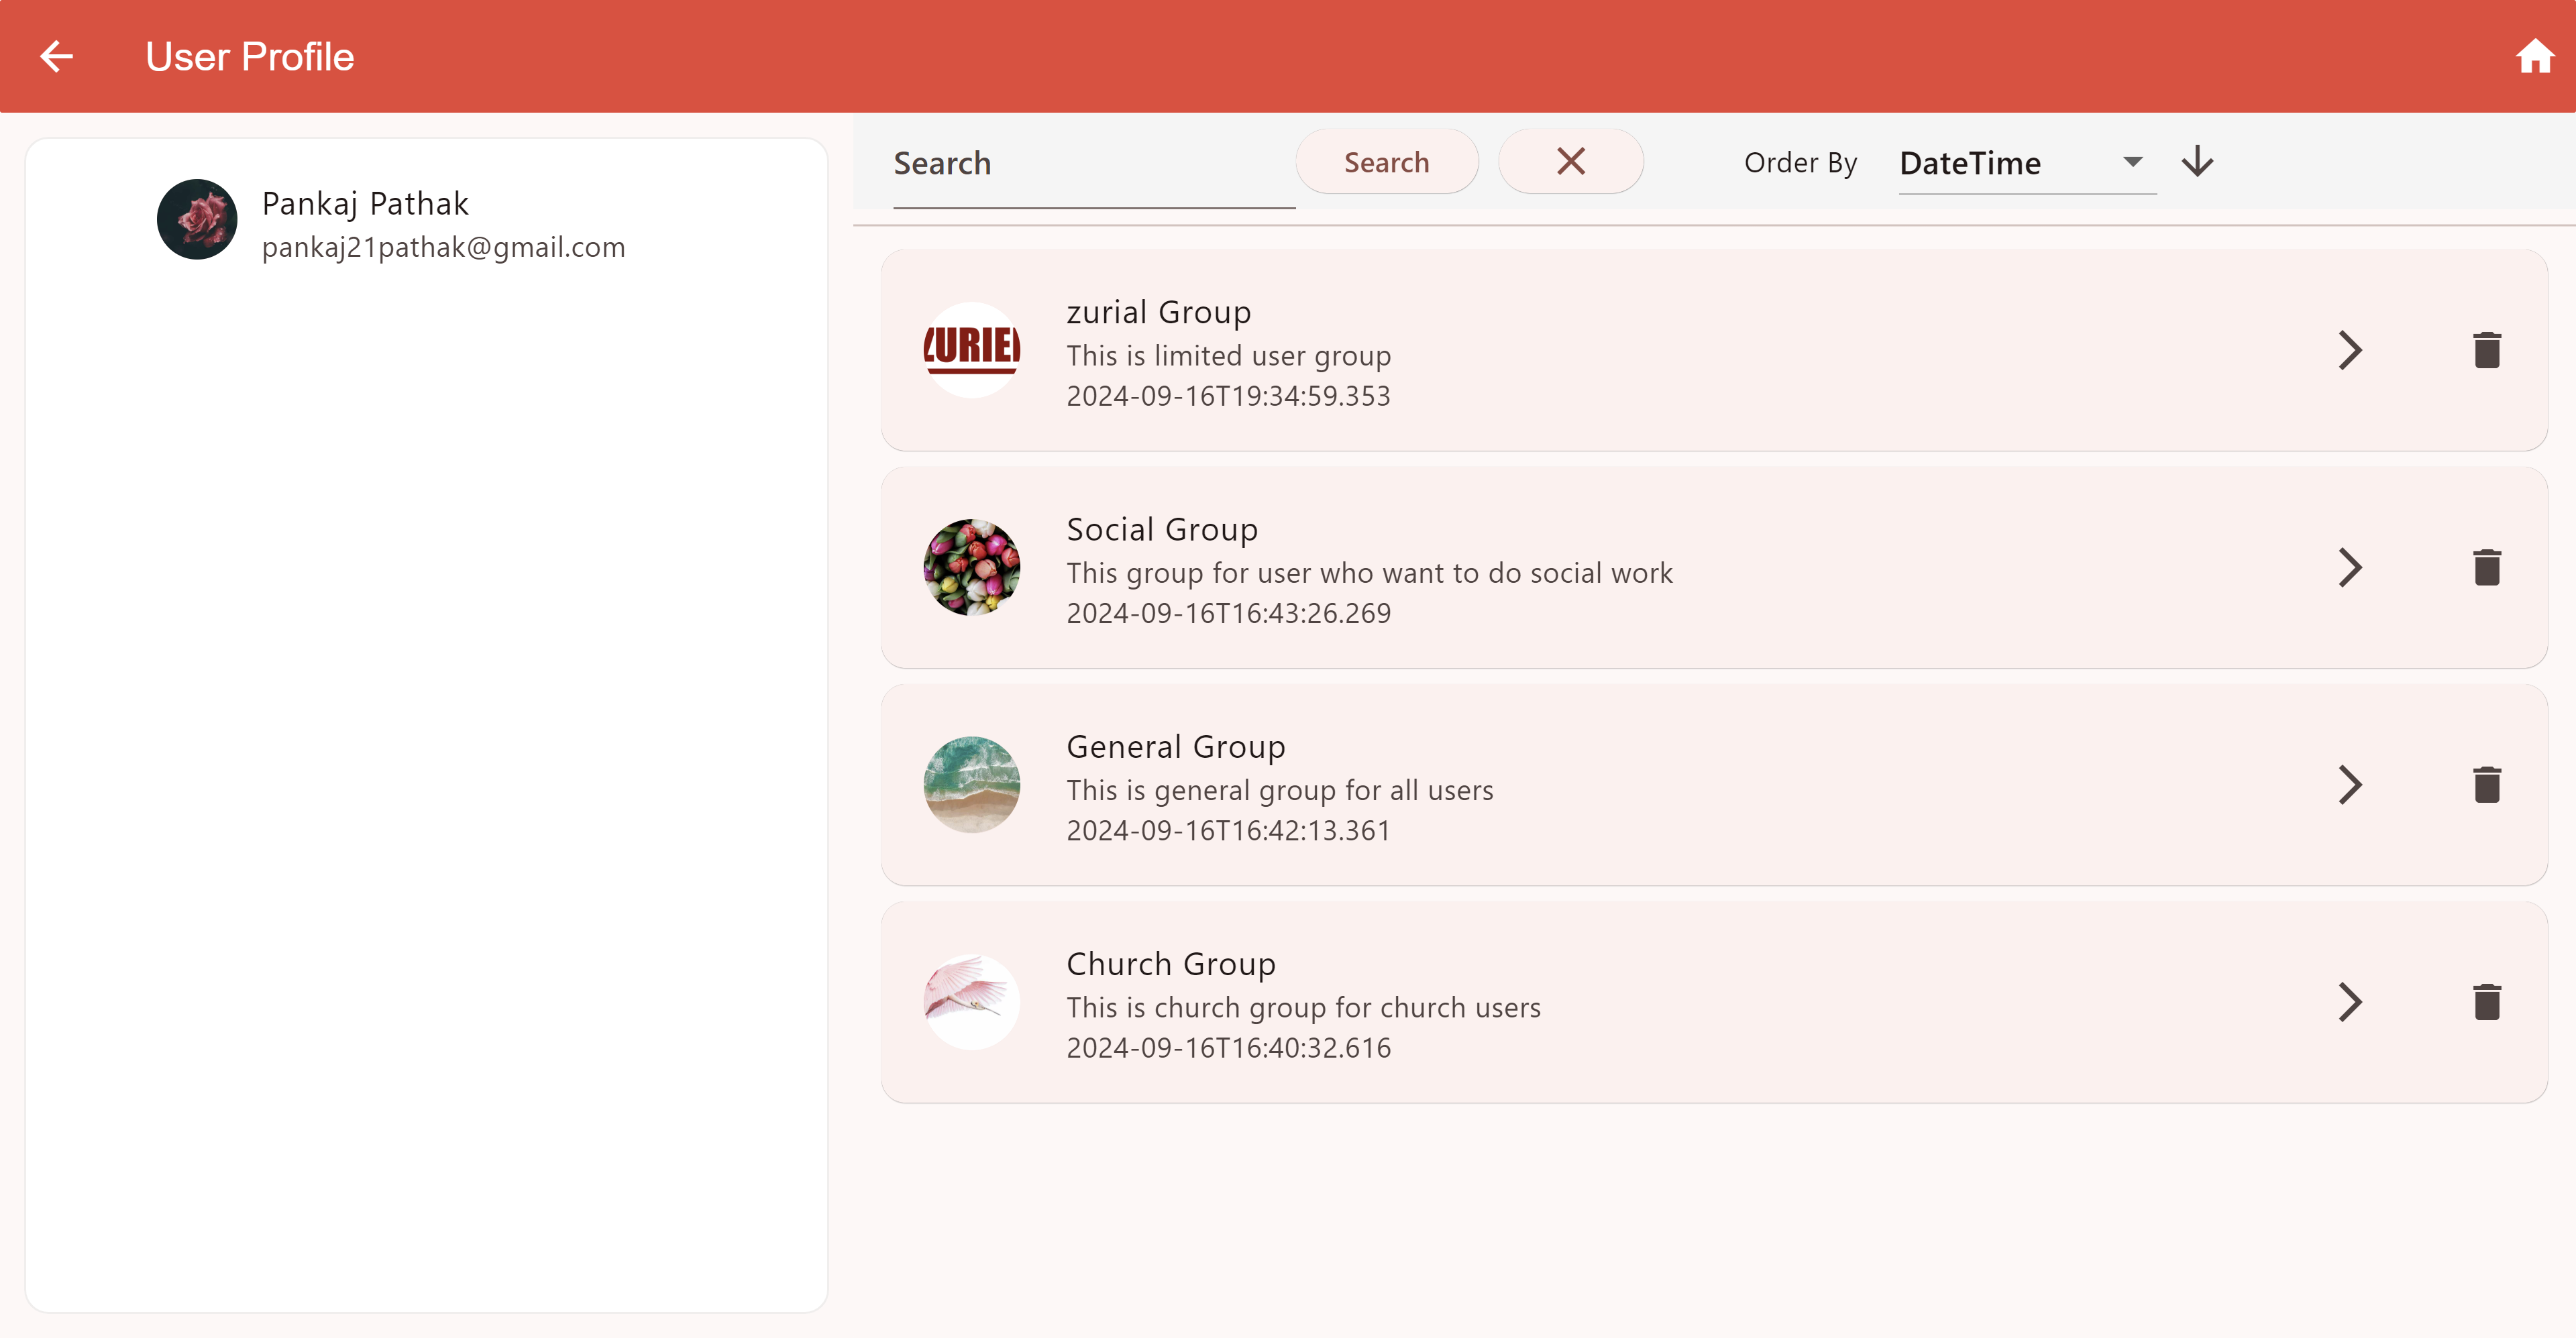 User Profile
Pankaj Pathak
pankaj21pathak@gmail.com
Search
Search
Order By
DateTime
zurial Group
This is limited user group
2024-09-16T19:34:59.353
Social Group
This group for user who want to do social work
2024-09-16T16:43:26.269
General Group
This is general group for all users
2024-09-16T16:42:13.361
Church Group
This is church group for church users
2024-09-16T16:40:32.616